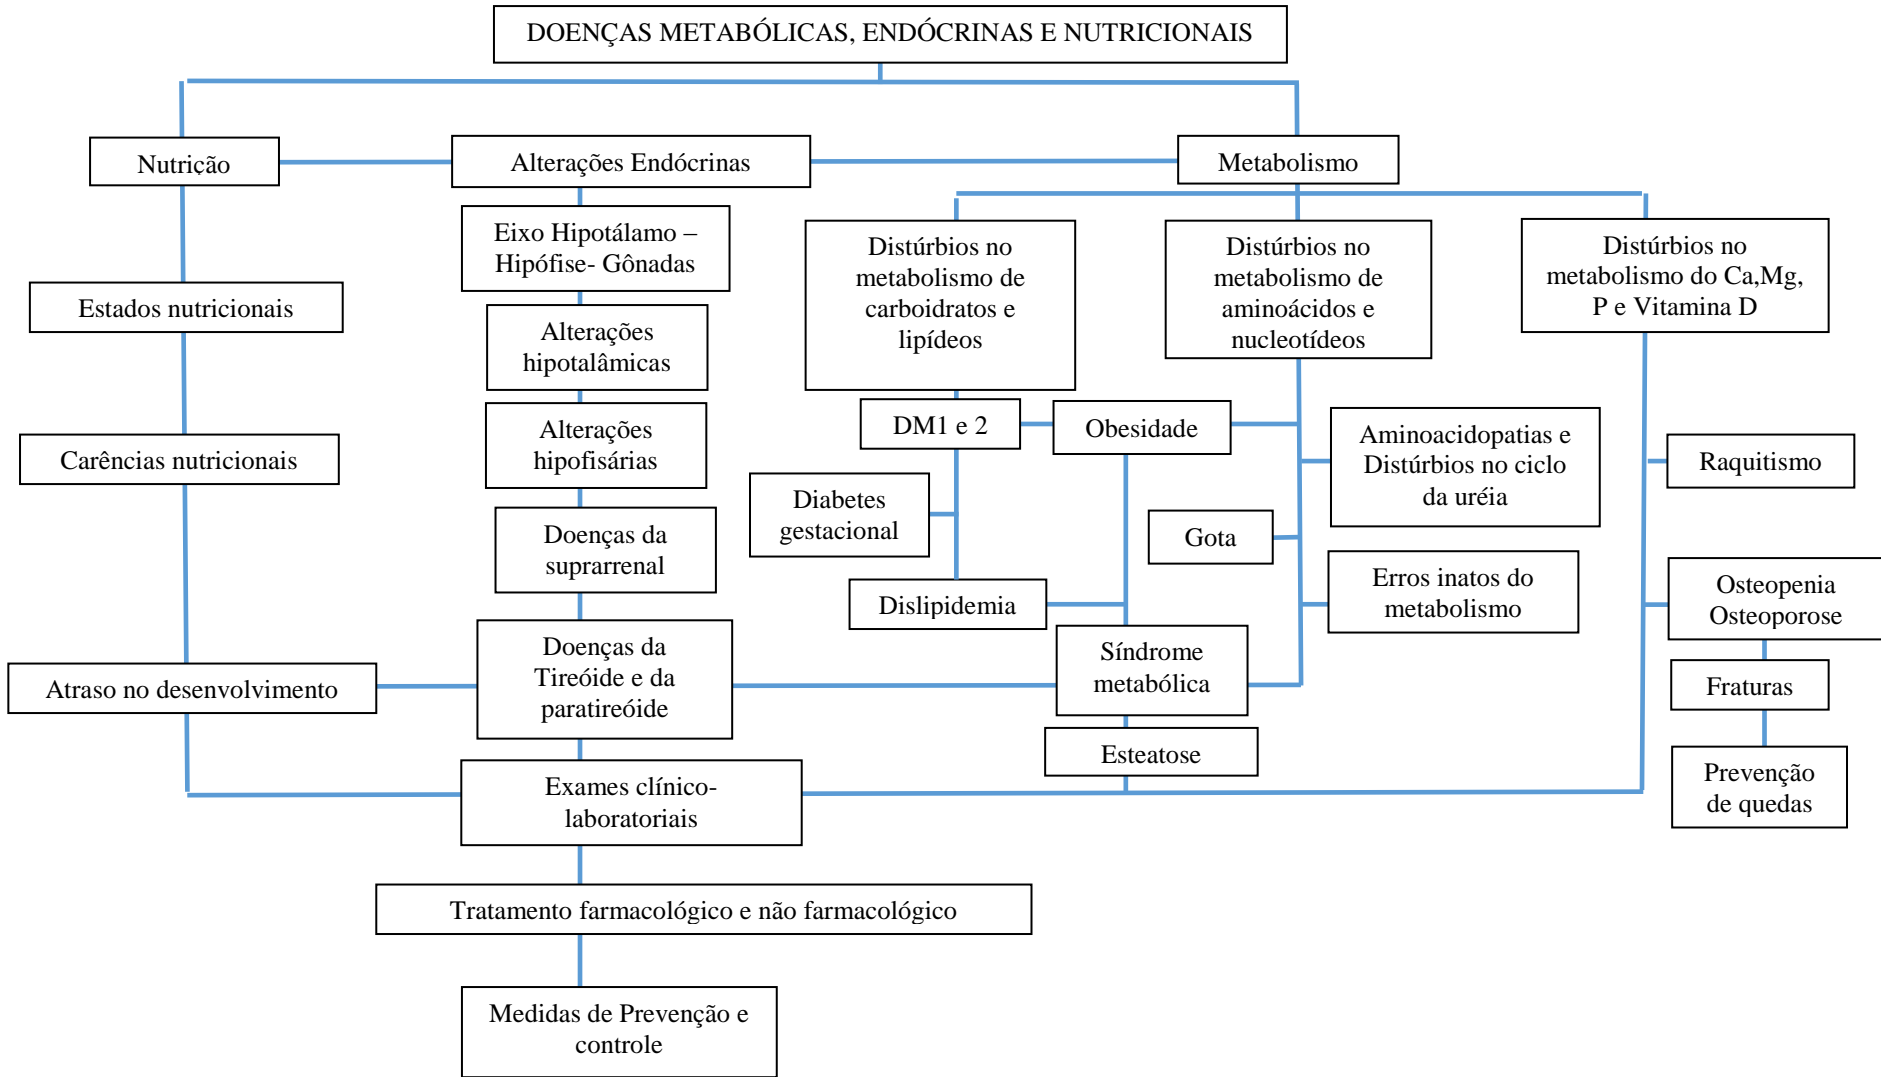 DOENÇAS METABÓLICAS, ENDÓCRINAS E NUTRICIONAIS
Nutrição
Alterações Endócrinas
Metabolismo
Eixo Hipotálamo –
Hipófise- Gônadas
Distúrbios no
metabolismo de
carboidratos e
lipídeos
Distúrbios no
metabolismo de
aminoácidos e
nucleotídeos
Distúrbios no
metabolismo do Ca,Mg,
P e Vitamina D
Estados nutricionais
Alterações
hipotalâmicas
Carências nutricionais
Alterações
hipofisárias
DM1 e 2
Obesidade
Aminoacidopatias e
Distúrbios no ciclo
da uréia
Raquitismo
Diabetes
gestacional
Gota
Doenças da
suprarrenal
Dislipidemia
Erros inatos do
metabolismo
Osteopenia
Osteoporose
Atraso no desenvolvimento
Doenças da
Tireóide e da
paratireóide
Síndrome
metabólica
Fraturas
Esteatose
Prevenção
de quedas
Exames clínico-
laboratoriais
Tratamento farmacológico e não farmacológico
Medidas de Prevenção e
controle